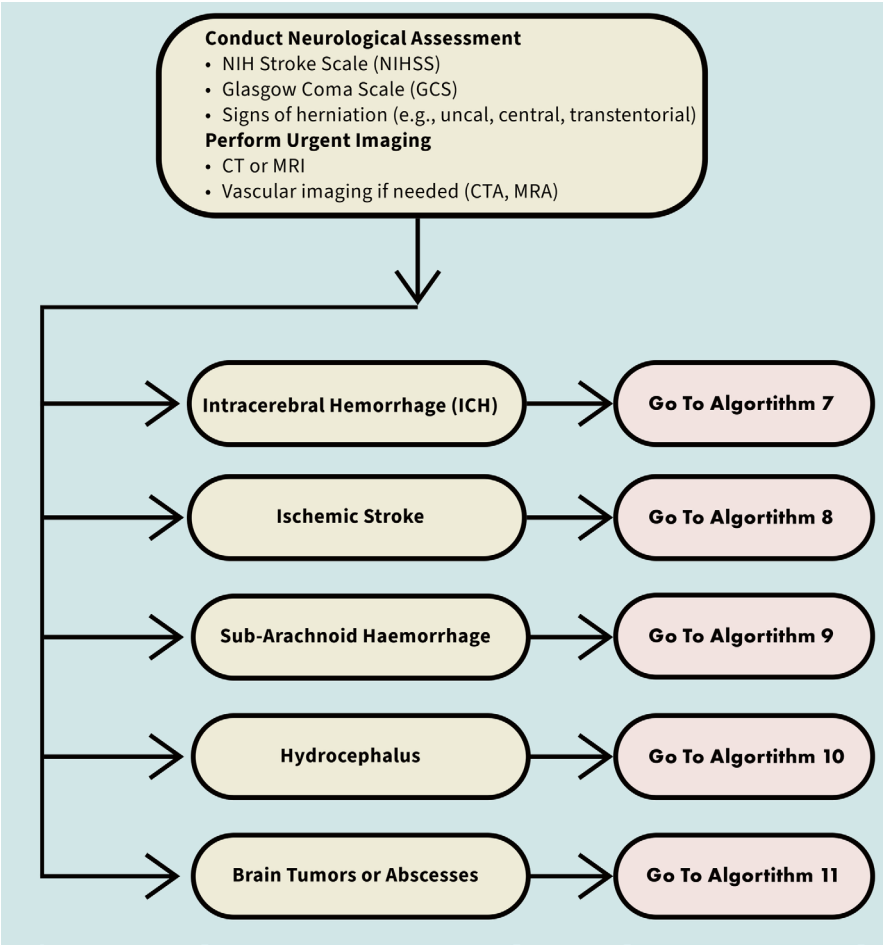 Conduct Neurological Assessment
• NIH Stroke Scale (NIHSS)
• Glasgow Coma Scale (GCS)
• Signs of herniation (e.g., uncal, central, transtentorial)
Perform Urgent Imaging
• CT or MRI
• Vascular imaging if needed (CTA, MRA)
Intracerebral Hemorrhage (ICH)
Go To Algortithm 7
Ischemic Stroke
Go To Algortithm 8
Sub-Arachnoid Haemorrhage
Go To Algortithm 9
Hydrocephalus
Go To Algortithm 10
Brain Tumors or Abscesses
Go To Algortithm 11